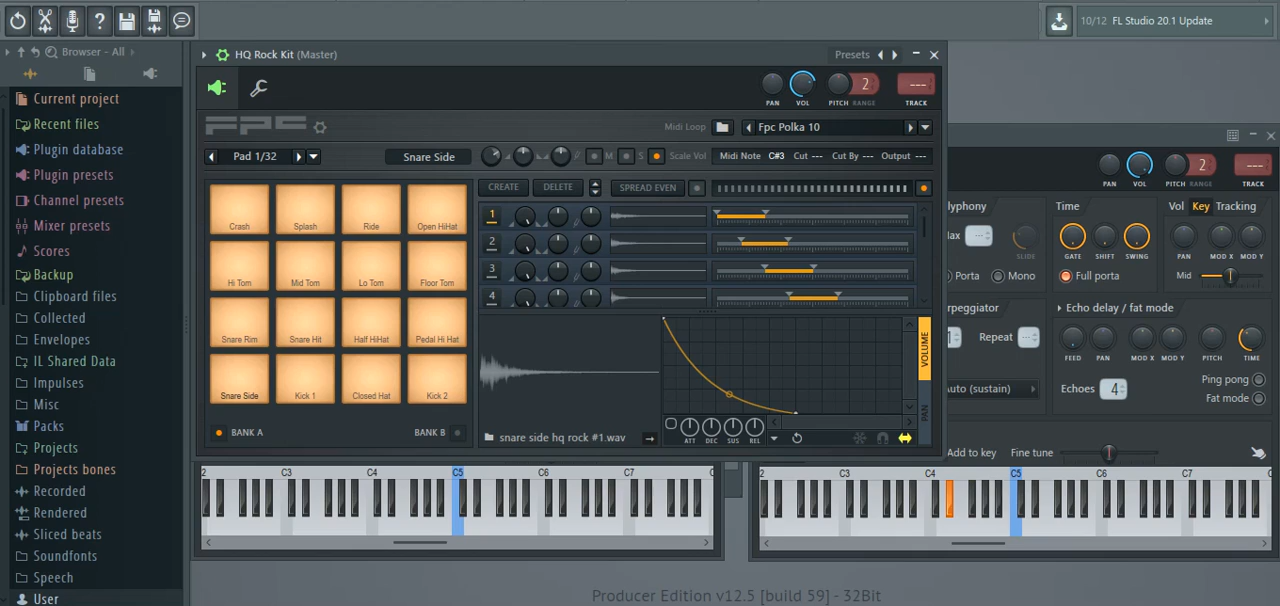 10/12 FL Studio 20.1 Update
Browser - All
Current project
Recent files
Plugin database
Plugin presets
Channel presets
Mixer presets
Scores
Backup
Clipboard files
Collected
Envelopes
IL Shared Data
Impulses
Misc
Packs
Projects
Projects bones
Recorded
Rendered
Sliced beats
Soundfonts
Speech
User
HQ Rock Kit (Master)
Presets
2
---
PAN VOL PITCH RANGE TRACK
FPC
Midi Loop
Fpc Polka 10
Pad 1/32
Snare Side
M
S
Scale Vol
Midi Note C#3 Cut --- Cut By --- Output ---
CREATE DELETE SPREAD EVEN
Crash Splash Ride Open HiHat
Hi Tom Mid Tom Lo Tom Floor Tom
Snare Rim Snare Hit Half HiHat Pedal Hi Hat
Snare Side Kick 1 Closed Hat Kick 2
BANK A
BANK B
1
2
3
4
VOLUME
PAN
snare side hq rock #1.wav
ATT DEC SUS REL
2 C3 C4 C5 C6 C7
2
---
PAN VOL PITCH RANGE TRACK
lyphony
Time
Vol Key Tracking
lax
---
SLIDE
GATE SHIFT SWING
PAN MOD X MOD Y
Porta
Mono
Full porta
Mid
rpeggiator
Echo delay / fat mode
Repeat
---
FEED PAN MOD X MOD Y PITCH TIME
Auto (sustain)
Echoes
4
Ping pong
Fat mode
Add to key
Fine tune
C3 C4 C5 C6 C7
Producer Edition v12.5 [build 59] - 32Bit